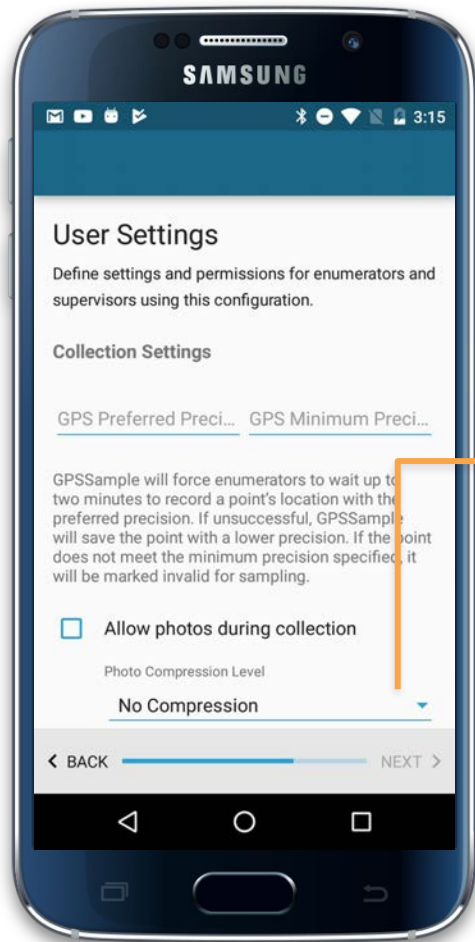 SAMSUNG
3:15
User Settings
Define settings and permissions for enumerators and
supervisors using this configuration.
Collection Settings
GPS Preferred Preci... GPS Minimum Preci...
GPSSample will force enumerators to wait up to
two minutes to record a point's location with the
preferred precision. If unsuccessful, GPSSample
will save the point with a lower precision. If the point
does not meet the minimum precision specified, it
will be marked invalid for sampling.
Allow photos during collection
Photo Compression Level
No Compression
BACK NEXT